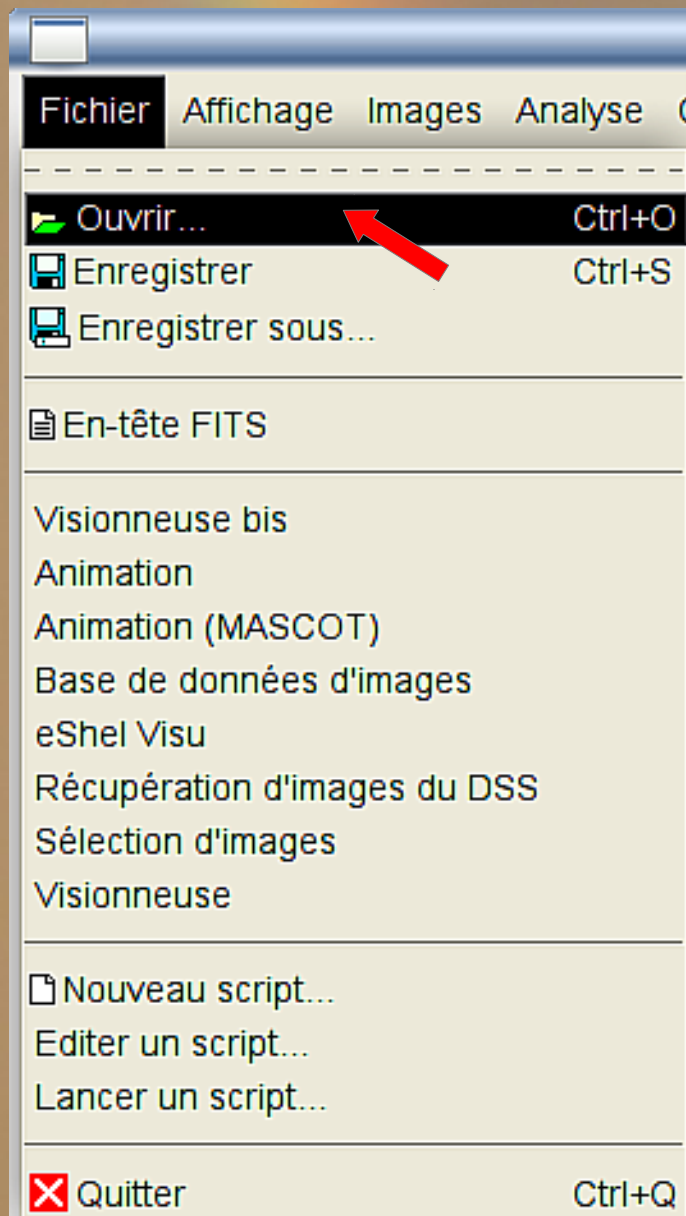 Fichier Affichage Images Analyse
Ouvrir... Ctrl+O
Enregistrer Ctrl+S
Enregistrer sous...
En-tête FITS
Visionneuse bis
Animation
Animation (MASCOT)
Base de données d'images
eShel Visu
Récupération d'images du DSS
Sélection d'images
Visionneuse
Nouveau script...
Editer un script...
Lancer un script...
Quitter Ctrl+Q